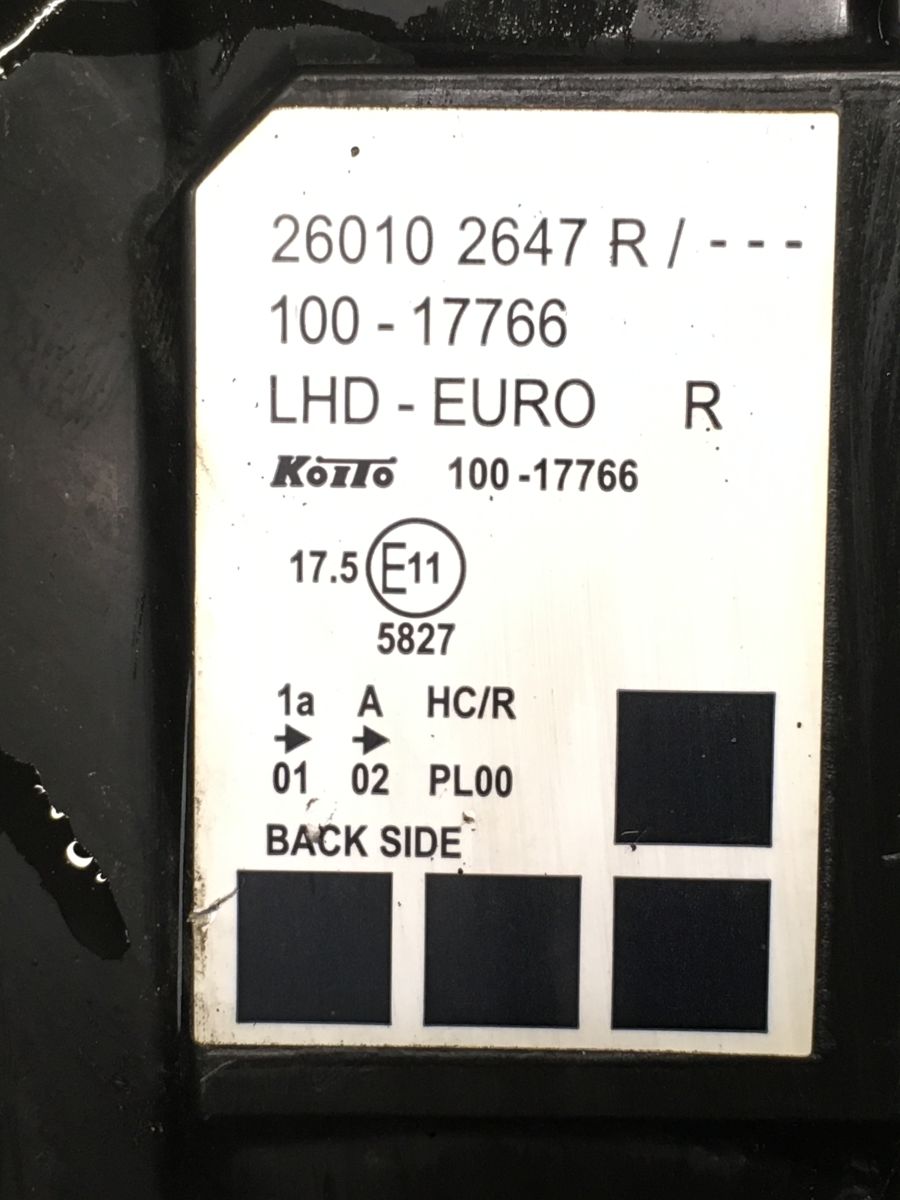 26010 2647 R / - - -
100 - 17766
LHD - EURO R
KOITO 100 -17766
17.5 E11
5827
1a A HC/R
01 02 PL00
BACK SIDE